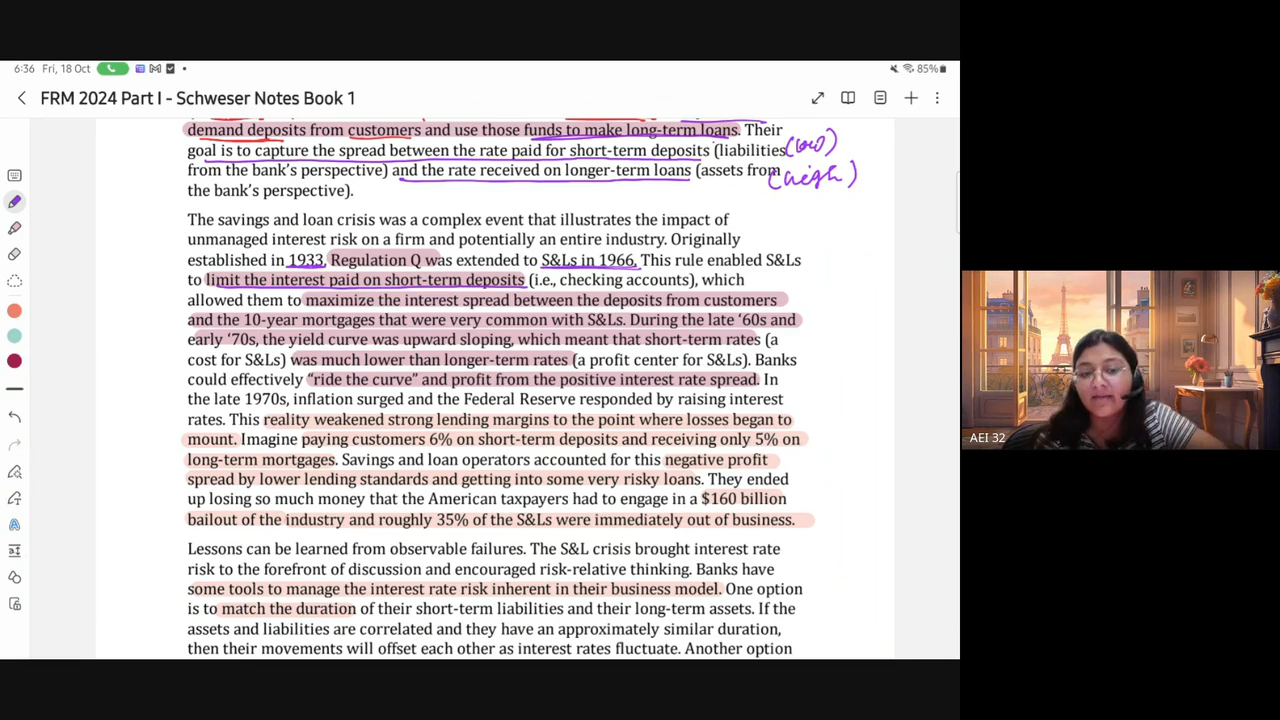 6:36 Fri, 18 Oct 85%
FRM 2024 Part I - Schweser Notes Book 1
demand deposits from customers and use those funds to make long-term loans. Their
goal is to capture the spread between the rate paid for short-term deposits (liabilities (low)
from the bank's perspective) and the rate received on longer-term loans (assets from (high)
the bank's perspective).
The savings and loan crisis was a complex event that illustrates the impact of
unmanaged interest risk on a firm and potentially an entire industry. Originally
established in 1933, Regulation Q was extended to S&Ls in 1966. This rule enabled S&Ls
to limit the interest paid on short-term deposits (i.e., checking accounts), which
allowed them to maximize the interest spread between the deposits from customers
and the 10-year mortgages that were very common with S&Ls. During the late '60s and
early '70s, the yield curve was upward sloping, which meant that short-term rates (a
cost for S&Ls) was much lower than longer-term rates (a profit center for S&Ls). Banks
could effectively "ride the curve" and profit from the positive interest rate spread. In
the late 1970s, inflation surged and the Federal Reserve responded by raising interest
rates. This reality weakened strong lending margins to the point where losses began to
mount. Imagine paying customers 6% on short-term deposits and receiving only 5% on
long-term mortgages. Savings and loan operators accounted for this negative profit
spread by lower lending standards and getting into some very risky loans. They ended
up losing so much money that the American taxpayers had to engage in a $160 billion
bailout of the industry and roughly 35% of the S&Ls were immediately out of business.
Lessons can be learned from observable failures. The S&L crisis brought interest rate
risk to the forefront of discussion and encouraged risk-relative thinking. Banks have
some tools to manage the interest rate risk inherent in their business model. One option
is to match the duration of their short-term liabilities and their long-term assets. If the
assets and liabilities are correlated and they have an approximately similar duration,
then their movements will offset each other as interest rates fluctuate. Another option
AEI 32